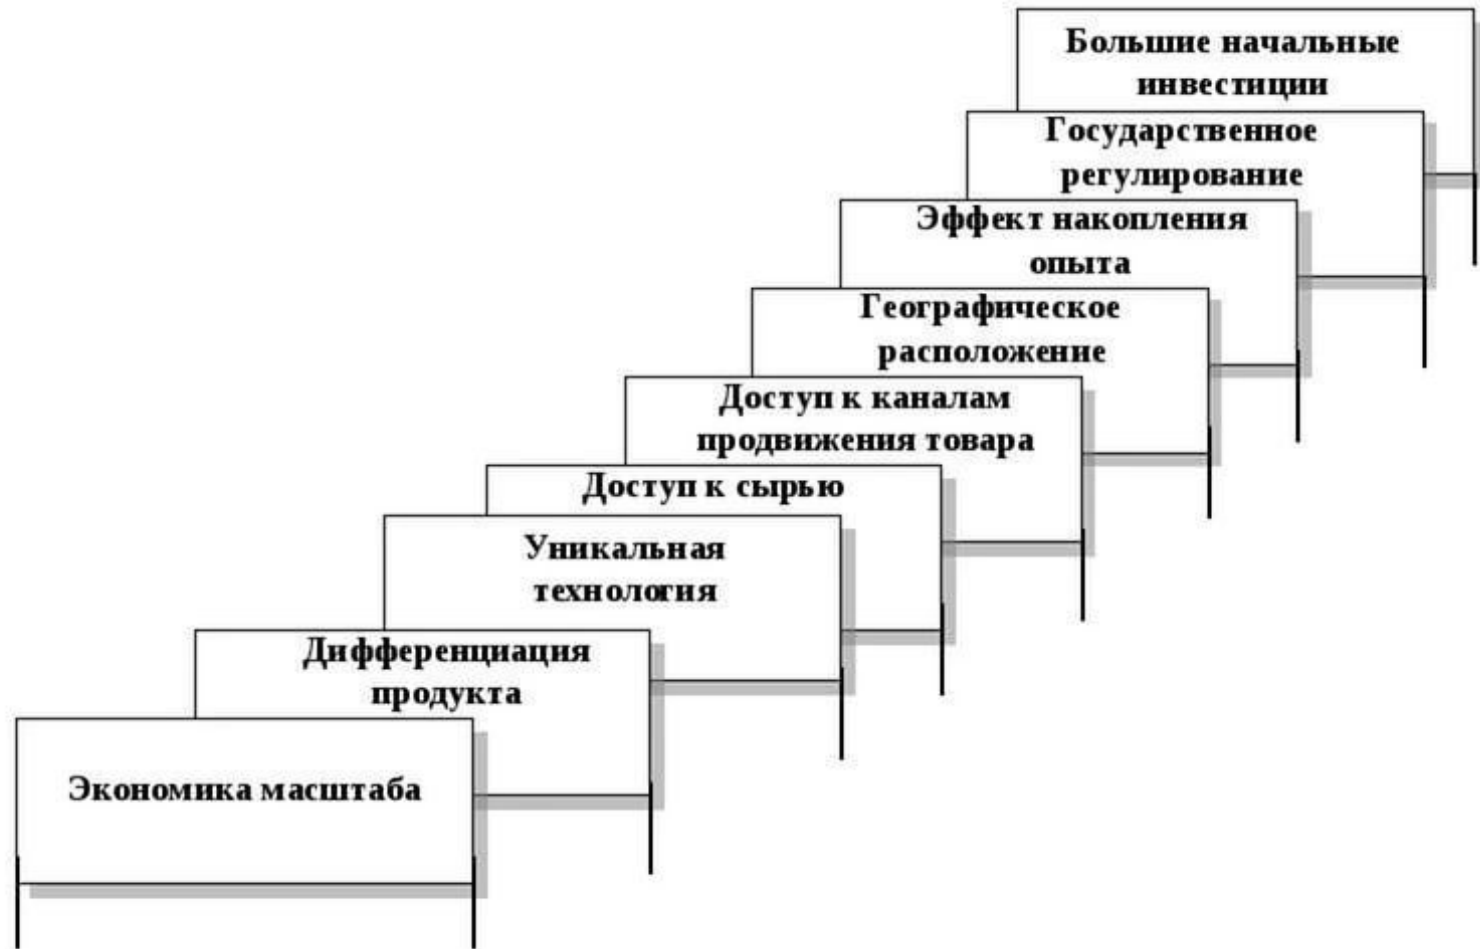 Большие начальные
инвестиции
Государственное
регулирование
Эффект накопления
опыта
Географическое
расположение
Доступ к каналам
продвижения товара
Доступ к сырью
Уникальная
технология
Дифференциация
продукта
Экономика масштаба